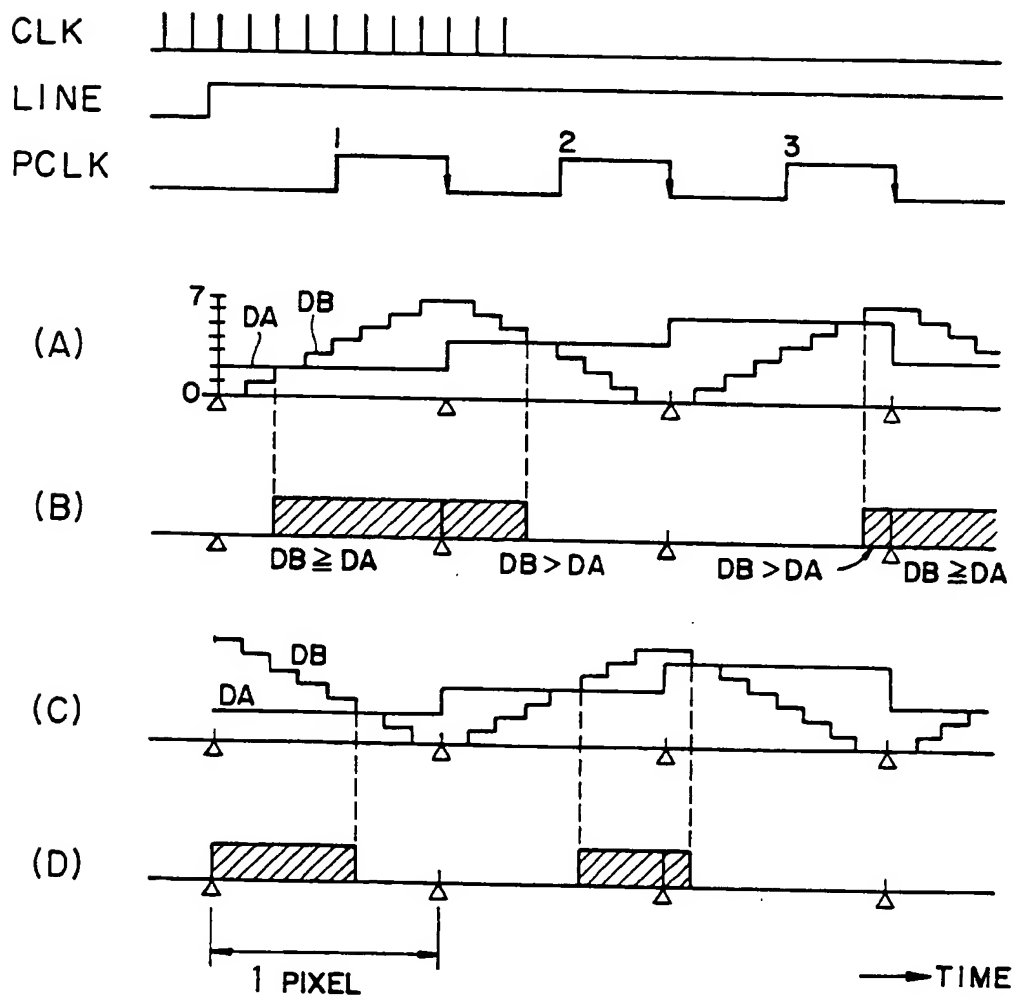 CLK
LINE
PCLK
1 2 3
(A)
7
DA DB
0
(B)
DB ≧ DA DB > DA DB > DA DB ≧ DA
(C)
DB
DA
(D)
1 PIXEL
TIME